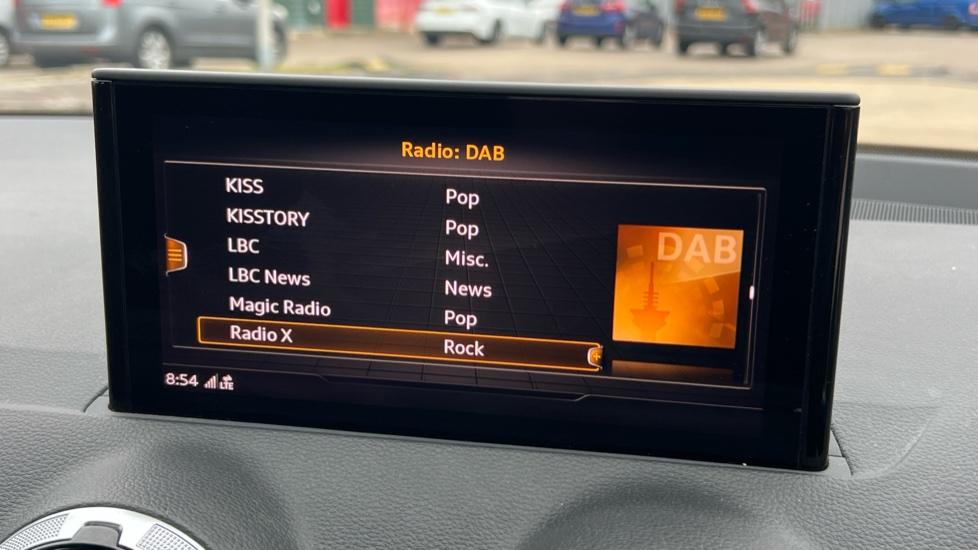 Radio: DAB
KISS Pop
KISSTORY Pop
LBC Misc.
LBC News News
Magic Radio Pop
Radio X Rock
DAB
8:54 LTE